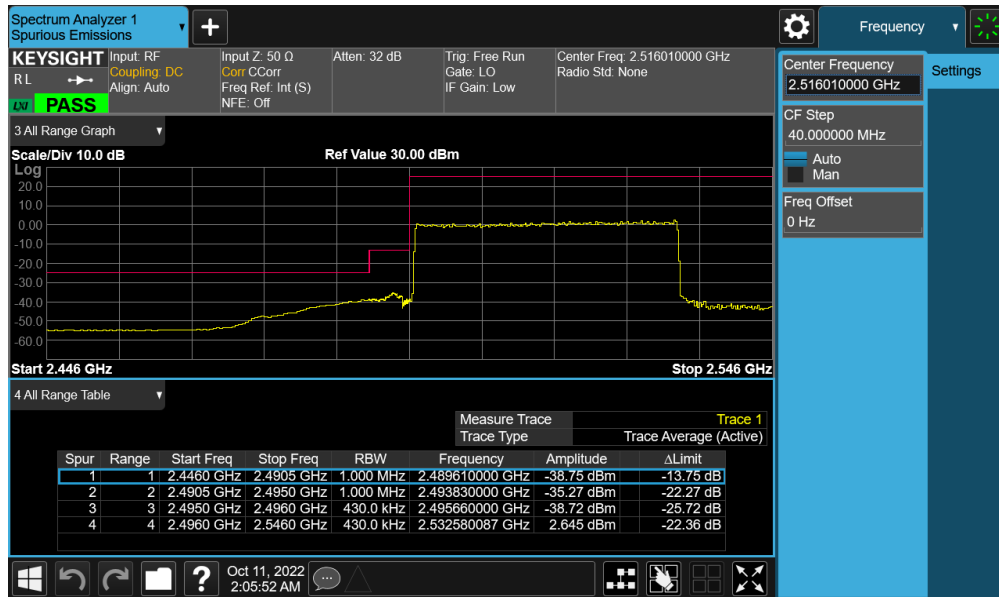 Spectrum Analyzer 1
Spurious Emissions
+
Frequency
KEYSIGHT
R L
LXI
PASS
Input: RF
Coupling: DC
Align: Auto
Input Z: 50 Ω
Corr CCorr
Freq Ref: Int (S)
NFE: Off
Atten: 32 dB
Trig: Free Run
Gate: LO
IF Gain: Low
Center Freq: 2.516010000 GHz
Radio Std: None
Center Frequency
2.516010000 GHz
Settings
CF Step
40.000000 MHz
Auto
Man
Freq Offset
0 Hz
3 All Range Graph
Scale/Div 10.0 dB
Ref Value 30.00 dBm
Log
20.0
10.0
0.00
-10.0
-20.0
-30.0
-40.0
-50.0
-60.0
Start 2.446 GHz
Stop 2.546 GHz
4 All Range Table
Measure Trace Trace 1
Trace Type Trace Average (Active)
Spur Range Start Freq Stop Freq RBW Frequency Amplitude ΔLimit
1 1 2.4460 GHz 2.4905 GHz 1.000 MHz 2.489610000 GHz -38.75 dBm -13.75 dB
2 2 2.4905 GHz 2.4950 GHz 1.000 MHz 2.493830000 GHz -35.27 dBm -22.27 dB
3 3 2.4950 GHz 2.4960 GHz 430.0 kHz 2.495660000 GHz -38.72 dBm -25.72 dB
4 4 2.4960 GHz 2.5460 GHz 430.0 kHz 2.532580087 GHz 2.645 dBm -22.36 dB
?
Oct 11, 2022
2:05:52 AM